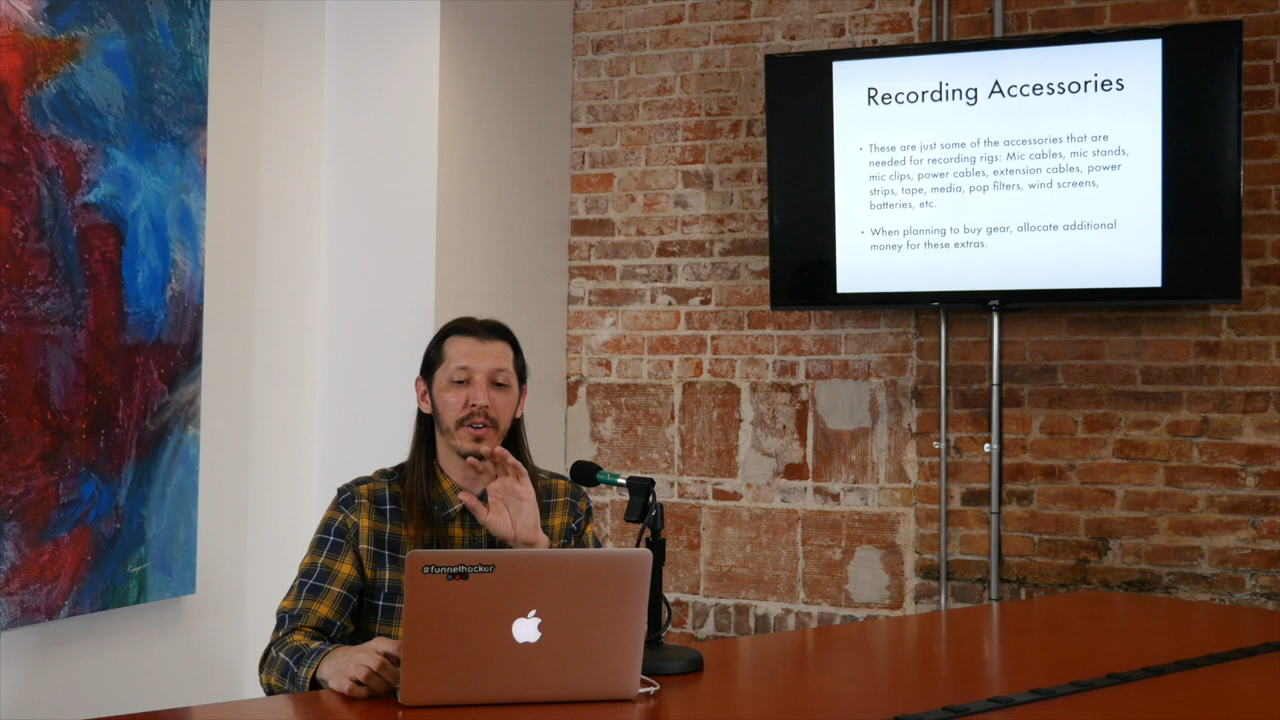 Recording Accessories
• These are just some of the accessories that are
needed for recording rigs: Mic cables, mic stands,
mic clips, power cables, extension cables, power
strips, tape, media, pop filters, wind screens,
batteries, etc.
• When planning to buy gear, allocate additional
money for these extras.
JVC
#funnelhacker